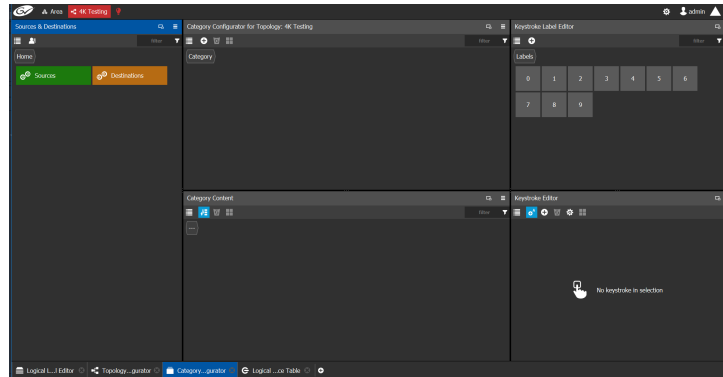 GV Area 4K Testing admin
Sources & Destinations
filter
Home
Sources Destinations
Category Configurator for Topology: 4K Testing
filter
Category
Keystroke Label Editor
filter
Labels
0 1 2 3 4 5 6
7 8 9
Category Content
filter
---
Keystroke Editor
No keystroke in selection
Logical L...l Editor Topology...gurator Category...gurator Logical ...ce Table